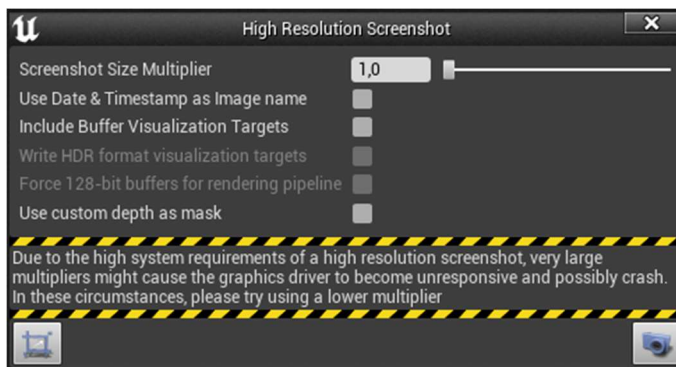 High Resolution Screenshot
Screenshot Size Multiplier 1,0
Use Date & Timestamp as Image name
Include Buffer Visualization Targets
Write HDR format visualization targets
Force 128-bit buffers for rendering pipeline
Use custom depth as mask
Due to the high system requirements of a high resolution screenshot, very large
multipliers might cause the graphics driver to become unresponsive and possibly crash.
In these circumstances, please try using a lower multiplier